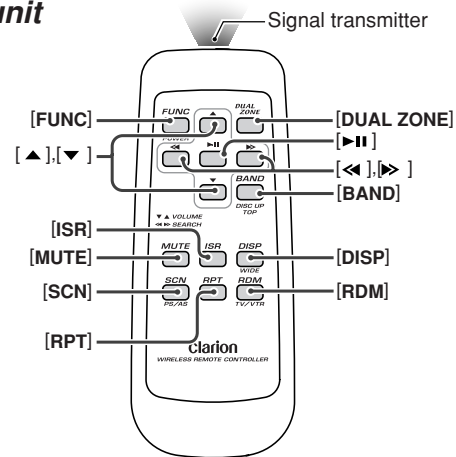 unit
Signal transmitter
[FUNC]
[DUAL ZONE]
[▲],[▼]
[►II]
[◄◄],[►►]
[BAND]
[ISR]
[MUTE]
[DISP]
[SCN]
[RDM]
[RPT]
FUNC
POWER
▲
DUAL
ZONE
◄◄
►II
►►
▼
BAND
DISC UP
TOP
▼ ▲ VOLUME
◄◄ ►► SEARCH
MUTE ISR DISP
WIDE
SCN RPT RDM
PS/AS TV/VTR
clarion
WIRELESS REMOTE CONTROLLER